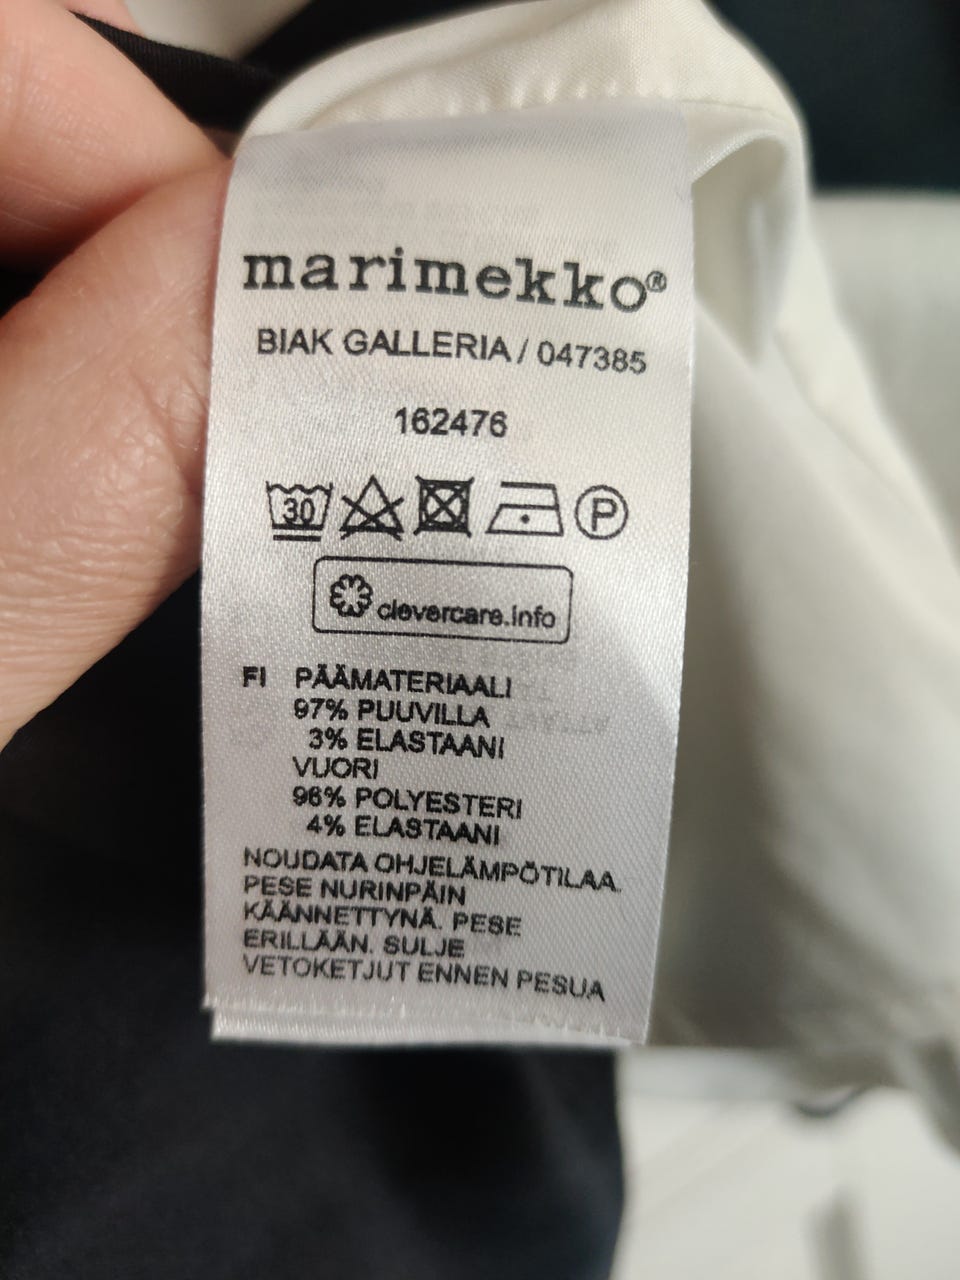 marimekko®
BIAK GALLERIA / 047385
162476
30 P
clevercare.info
FI PÄÄMATERIAALI
97% PUUVILLA
3% ELASTAANI
VUORI
96% POLYESTERI
4% ELASTAANI
NOUDATA OHJELÄMPÖTILAA.
PESE NURINPÄIN
KÄÄNNETTYNÄ. PESE
ERILLÄÄN. SULJE
VETOKETJUT ENNEN PESUA